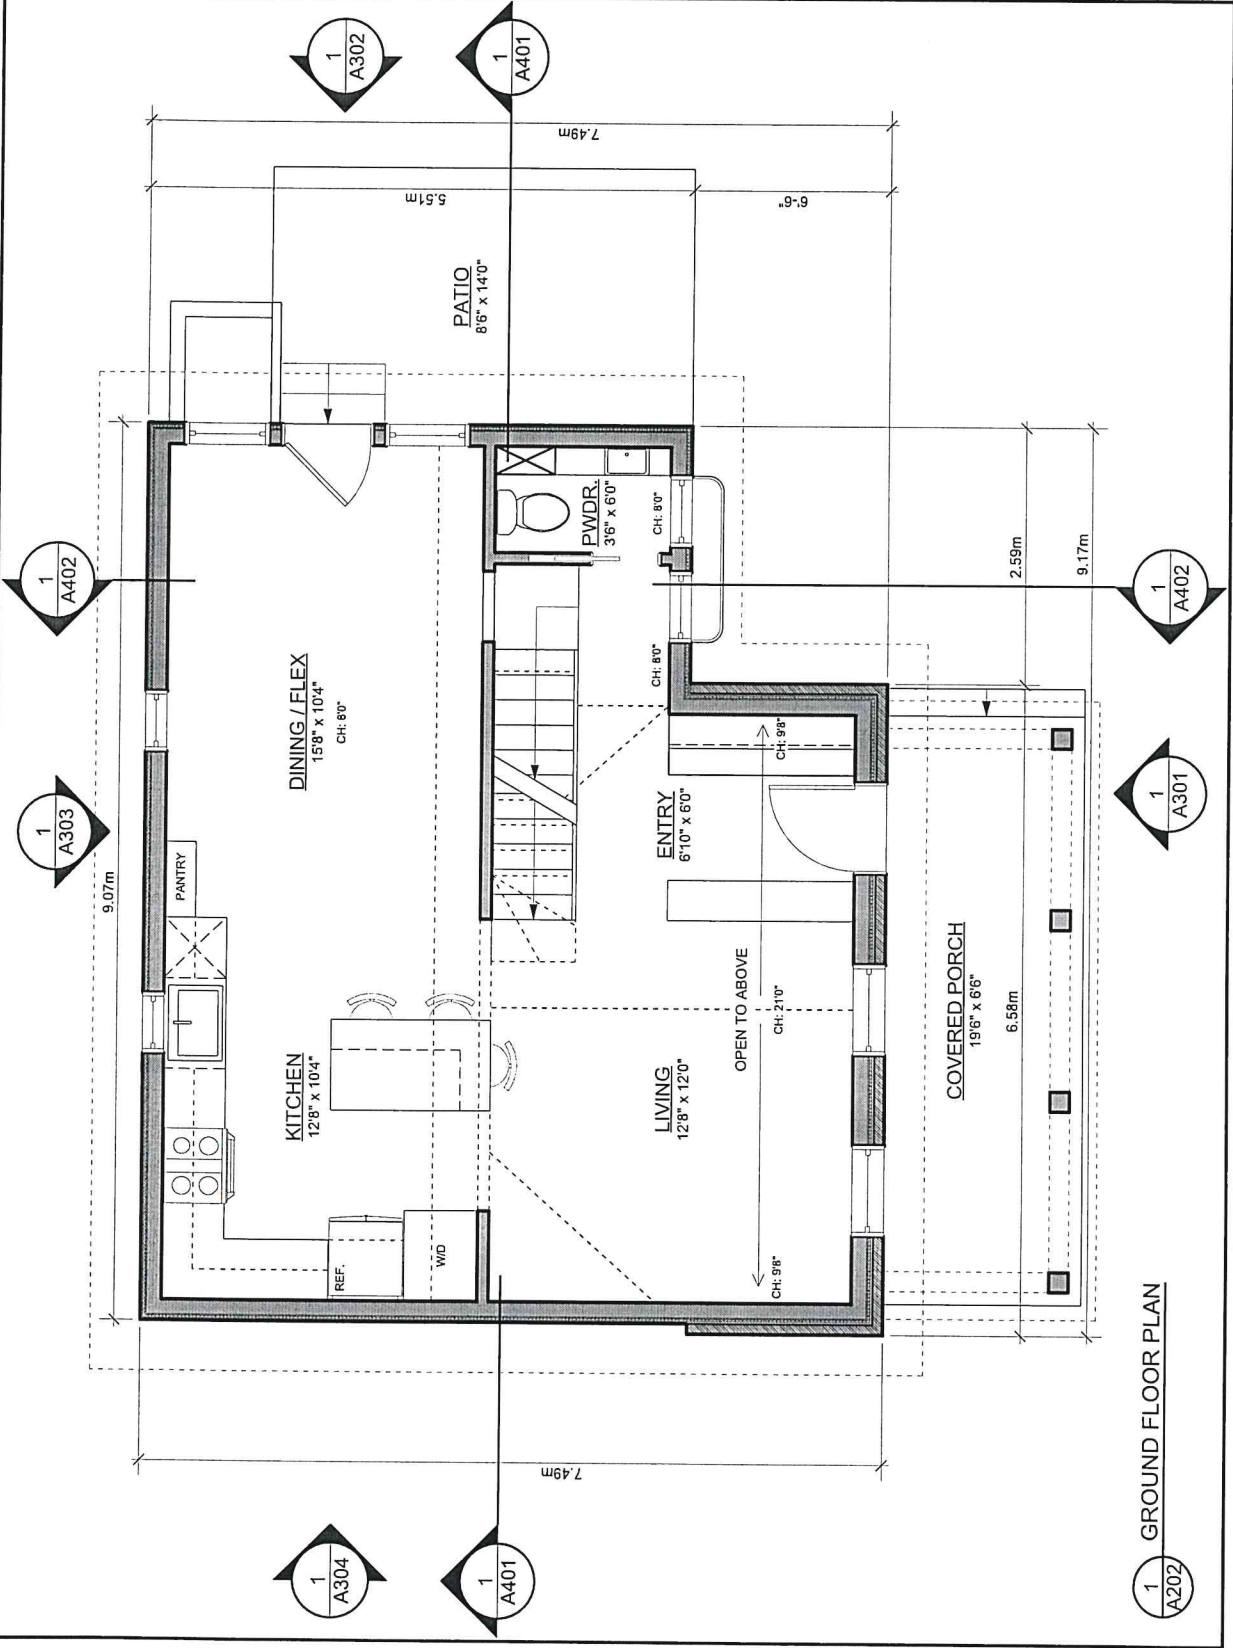 1
A303
1
A402
9.07m
PANTRY
REF.
W/D
KITCHEN
12'8" x 10'4"
DINING / FLEX
15'8" x 10'4"
CH: 8'0"
1
A304
1
A302
7.49m
5.51m
7.49m
PATIO
8'6" x 14'0"
1
A401
1
A401
PWDR.
3'6" x 6'0"
CH: 8'0"
CH: 8'0"
LIVING
12'8" x 12'0"
ENTRY
6'10" x 6'0"
OPEN TO ABOVE
CH: 9'8"
CH: 21'0"
CH: 9'8"
6'-6"
COVERED PORCH
19'6" x 6'6"
6.58m
2.59m
9.17m
1
A301
1
A402
1
A202
GROUND FLOOR PLAN